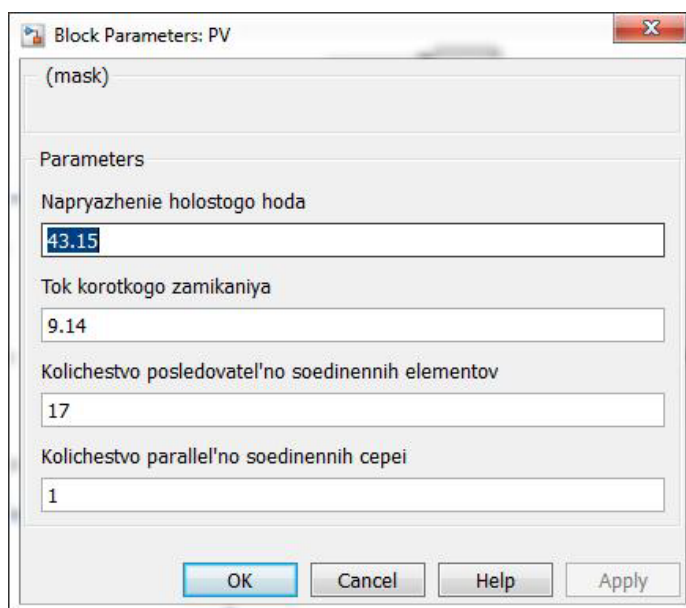 Block Parameters: PV
(mask)
Parameters
Napryazhenie holostogo hoda
43.15
Tok korotkogo zamikaniya
9.14
Kolichestvo posledovatel'no soedinennih elementov
17
Kolichestvo parallel'no soedinennih cepei
1
OK Cancel Help Apply